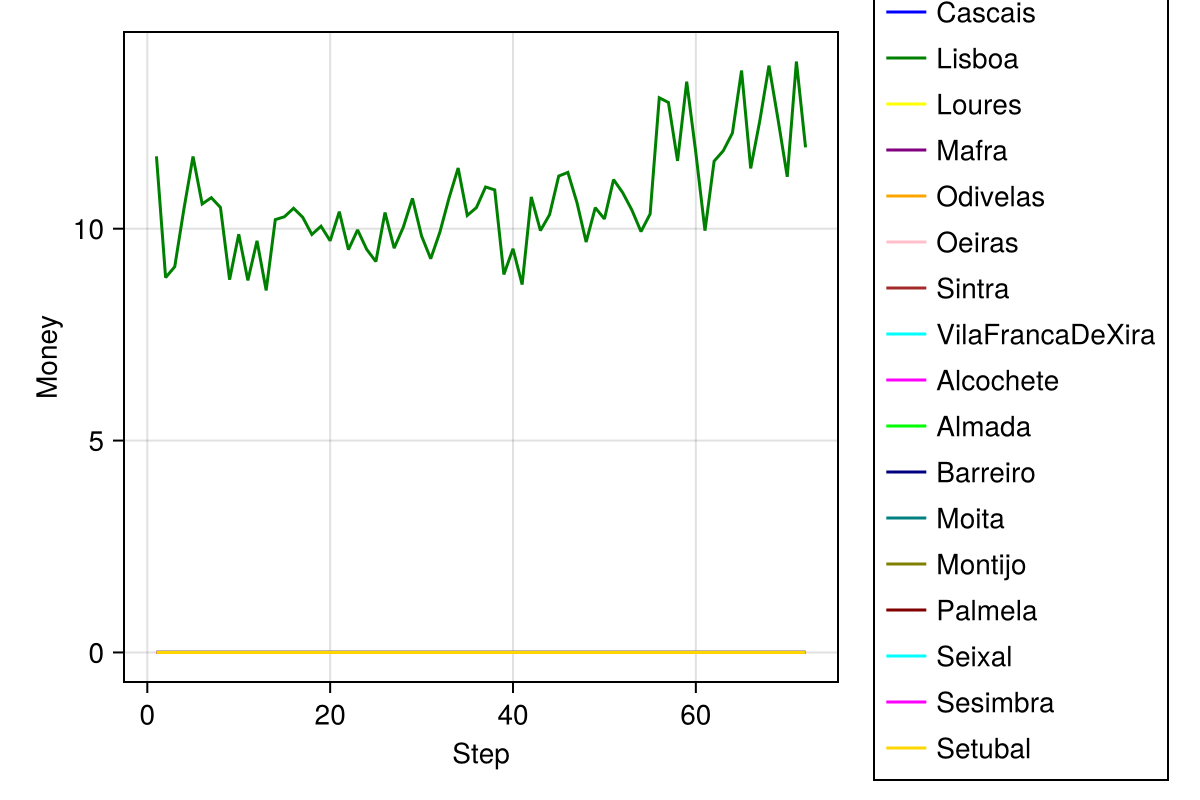 Cascais
Lisboa
Loures
Mafra
Odivelas
Oeiras
Sintra
VilaFrancaDeXira
Alcochete
Almada
Barreiro
Moita
Montijo
Palmela
Seixal
Sesimbra
Setubal
Money
10
5
0
0 20 40 60
Step